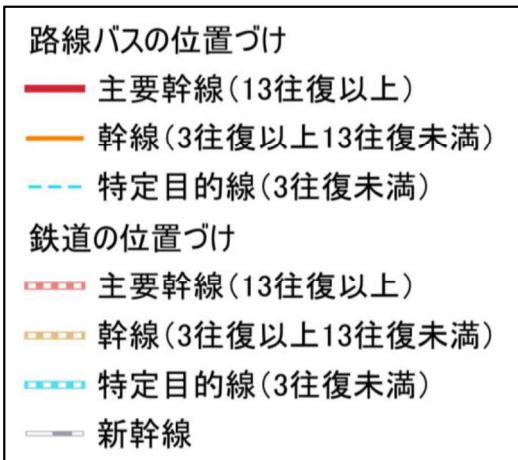 路線バスの位置づけ
主要幹線(13往復以上)
幹線(3往復以上13往復未満)
特定目的線(3往復未満)
鉄道の位置づけ
主要幹線(13往復以上)
幹線(3往復以上13往復未満)
特定目的線(3往復未満)
新幹線